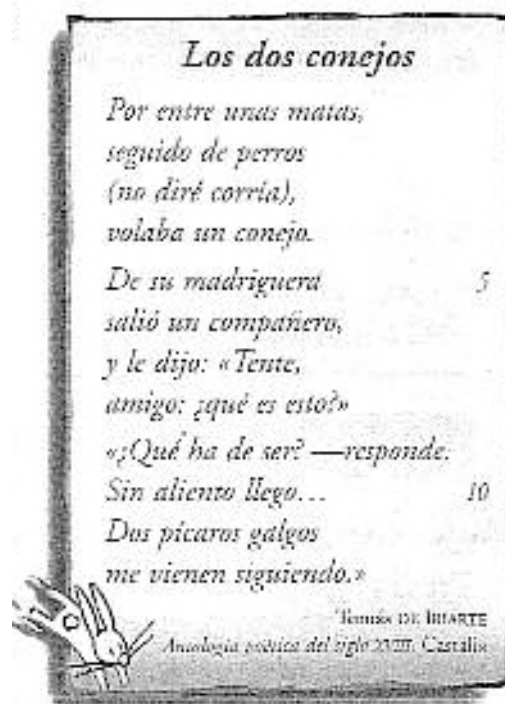 Los dos conejos
Por entre unas matas,
seguido de perros
(no diré corría),
volaba un conejo.
De su madriguera 5
salió un compañero,
y le dijo: «Tente,
amigo: ¿qué es esto?»
«¿Qué ha de ser? —responde:
Sin aliento llego... 10
Dos pícaros galgos
me vienen siguiendo.»
Tomás DE IRIARTE
Antología poética del siglo XVIII. Castalia